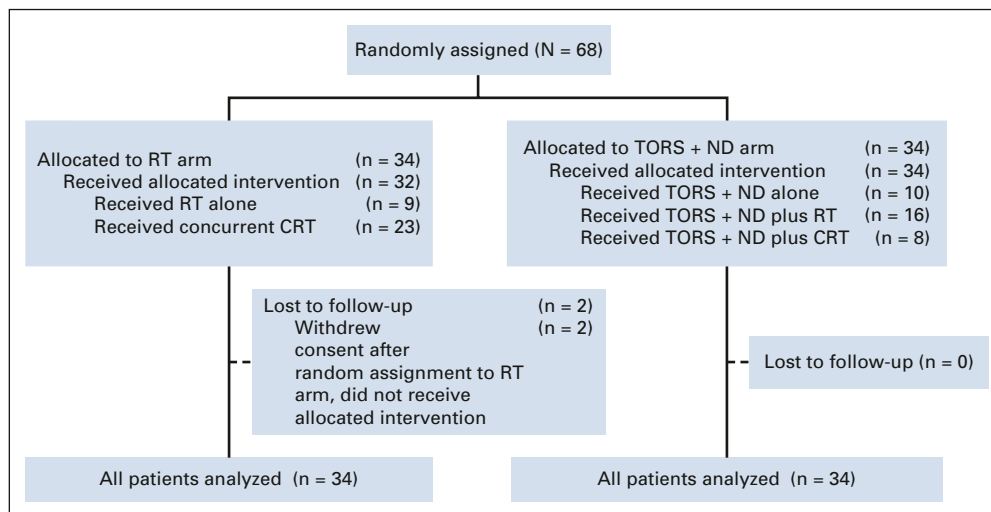 Randomly assigned (N = 68)
Allocated to RT arm (n = 34)
Received allocated intervention (n = 32)
Received RT alone (n = 9)
Received concurrent CRT (n = 23)
Allocated to TORS + ND arm (n = 34)
Received allocated intervention (n = 34)
Received TORS + ND alone (n = 10)
Received TORS + ND plus RT (n = 16)
Received TORS + ND plus CRT (n = 8)
Lost to follow-up (n = 2)
Withdrew (n = 2)
consent after
random assignment to RT
arm, did not receive
allocated intervention
Lost to follow-up (n = 0)
All patients analyzed (n = 34)
All patients analyzed (n = 34)